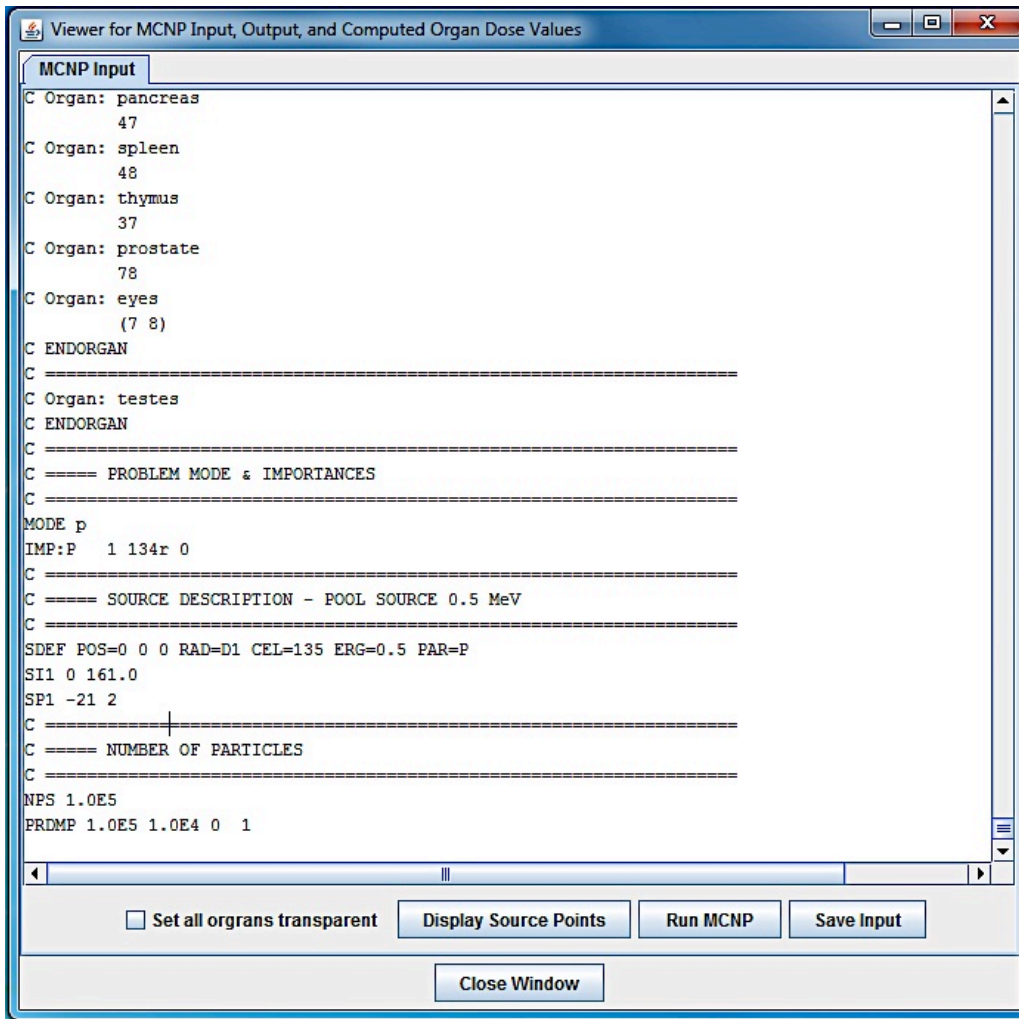 Viewer for MCNP Input, Output, and Computed Organ Dose Values
MCNP Input
C Organ: pancreas
47
C Organ: spleen
48
C Organ: thymus
37
C Organ: prostate
78
C Organ: eyes
(7 8)
C ENDORGAN
C ===================================================================
C Organ: testes
C ENDORGAN
C ===================================================================
C ===== PROBLEM MODE & IMPORTANCES
C ===================================================================
MODE p
IMP:P 1 134r 0
C ===================================================================
C ===== SOURCE DESCRIPTION - POOL SOURCE 0.5 MeV
C ===================================================================
SDEF POS=0 0 0 RAD=D1 CEL=135 ERG=0.5 PAR=P
SI1 0 161.0
SP1 -21 2
C ===================================================================
C ===== NUMBER OF PARTICLES
C ===================================================================
NPS 1.0E5
PRDMP 1.0E5 1.0E4 0 1
Set all orgrans transparent
Display Source Points
Run MCNP
Save Input
Close Window